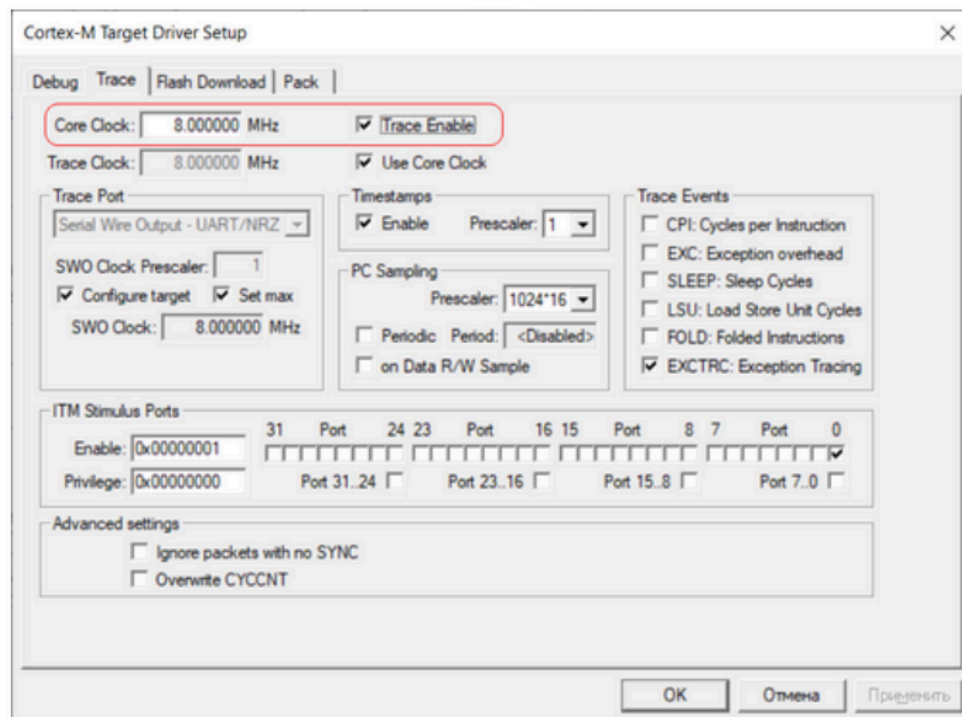 Cortex-M Target Driver Setup
Debug Trace Flash Download Pack
Core Clock: 8.000000 MHz Trace Enable
Trace Clock: 8.000000 MHz Use Core Clock
Trace Port
Serial Wire Output - UART/NRZ
SWO Clock Prescaler: 1
Configure target Set max
SWO Clock: 8.000000 MHz
Timestamps
Enable Prescaler: 1
PC Sampling
Prescaler: 1024*16
Periodic Period: <Disabled>
on Data R/W Sample
Trace Events
CPI: Cycles per Instruction
EXC: Exception overhead
SLEEP: Sleep Cycles
LSU: Load Store Unit Cycles
FOLD: Folded Instructions
EXCTRC: Exception Tracing
ITM Stimulus Ports
31 Port 24 23 Port 16 15 Port 8 7 Port 0
Enable: 0x00000001
Privilege: 0x00000000 Port 31..24 Port 23..16 Port 15..8 Port 7..0
Advanced settings
Ignore packets with no SYNC
Overwrite CYCCNT
OK Отмена Применить